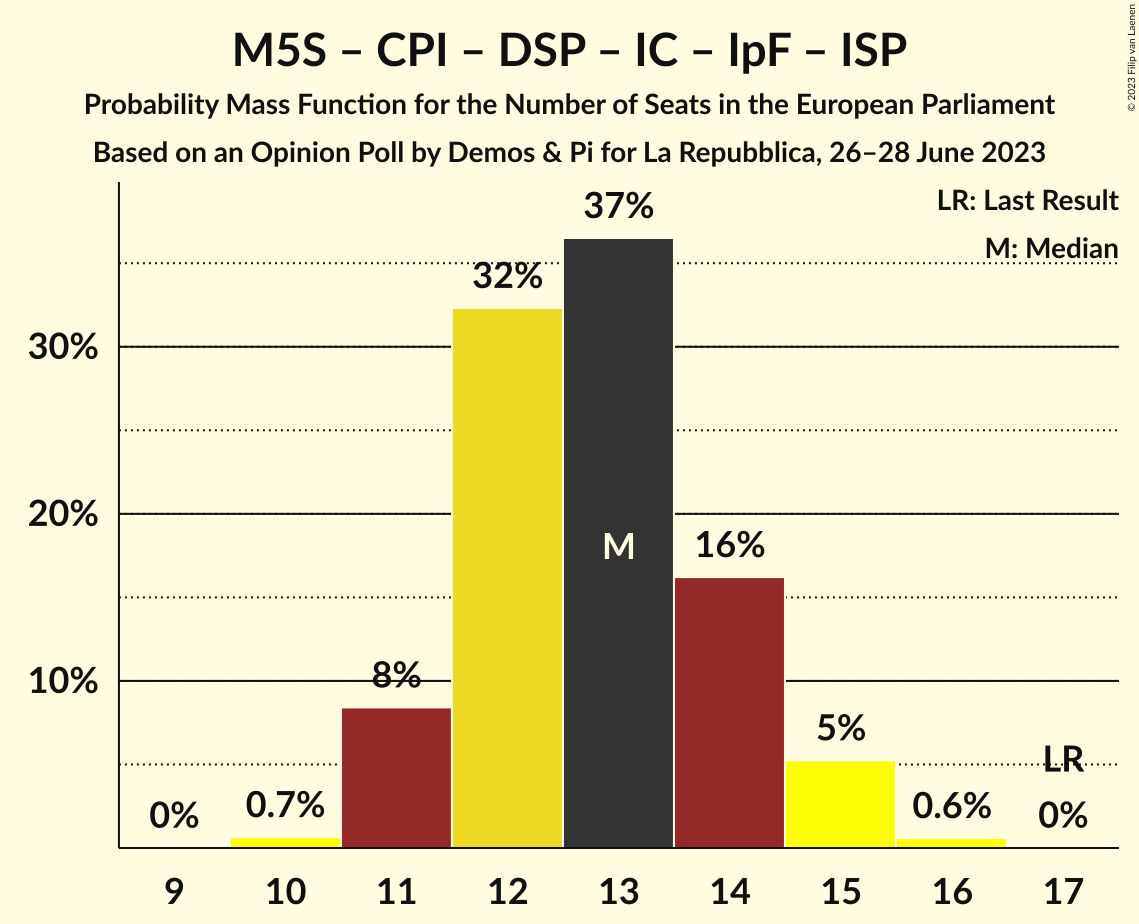 M5S – CPI – DSP – IC – IpF – ISP
Probability Mass Function for the Number of Seats in the European Parliament
Based on an Opinion Poll by Demos & Pi for La Repubblica, 26–28 June 2023
© 2023 Filip van Laenen
LR: Last Result
M: Median
30%
20%
10%
0%
0.7%
8%
32%
37%
M
16%
5%
0.6%
LR
0%
9 10 11 12 13 14 15 16 17